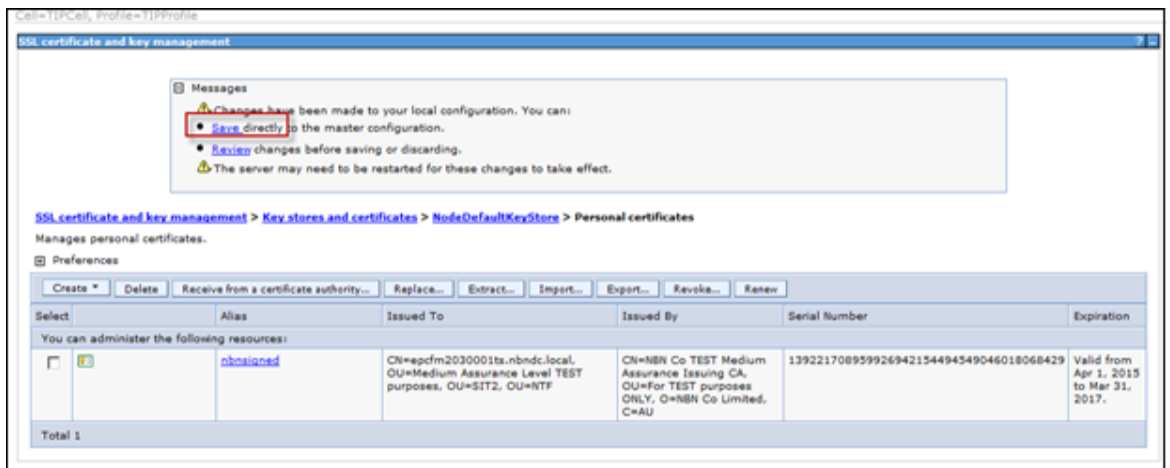 Cell=TIPCell, Profile=TIPProfile
SSL certificate and key management ? -
Messages
Changes have been made to your local configuration. You can:
Save directly to the master configuration.
Review changes before saving or discarding.
The server may need to be restarted for these changes to take effect.
SSL certificate and key management > Key stores and certificates > NodeDefaultKeyStore > Personal certificates
Manages personal certificates.
Preferences
Create Delete Receive from a certificate authority... Replace... Extract... Import... Export... Revoke... Renew
Select Alias Issued To Issued By Serial Number Expiration
You can administer the following resources:
nbnsigned CN=epcfm2030001ts.nbndc.local, CN=NBN Co TEST Medium 139221708959926942154494549046018068429 Valid from
OU=Medium Assurance Level TEST Assurance Issuing CA, Apr 1, 2015
purposes, OU=SIT2, OU=NTF OU=For TEST purposes to Mar 31,
ONLY, O=NBN Co Limited, 2017.
C=AU
Total 1